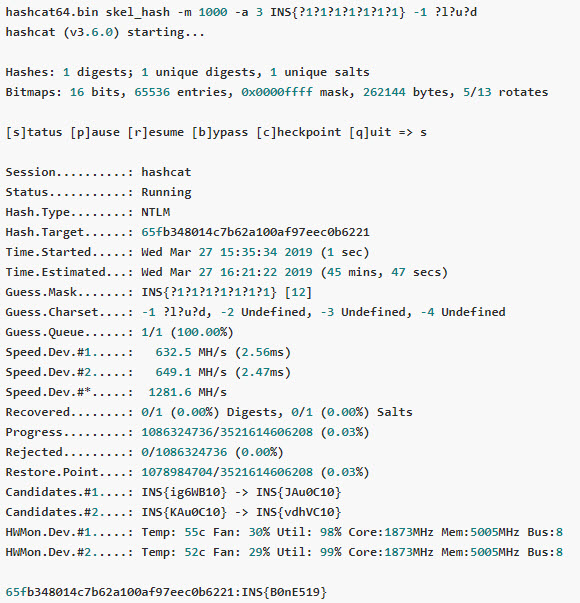 hashcat64.bin skel_hash -m 1000 -a 3 INS{?1?1?1?1?1?1?1} -1 ?l?u?d
hashcat (v3.6.0) starting...
Hashes: 1 digests; 1 unique digests, 1 unique salts
Bitmaps: 16 bits, 65536 entries, 0x0000ffff mask, 262144 bytes, 5/13 rotates
[s]tatus [p]ause [r]esume [b]ypass [c]heckpoint [q]uit => s
Session..........: hashcat
Status...........: Running
Hash.Type........: NTLM
Hash.Target......: 65fb348014c7b62a100af97eec0b6221
Time.Started.....: Wed Mar 27 15:35:34 2019 (1 sec)
Time.Estimated...: Wed Mar 27 16:21:22 2019 (45 mins, 47 secs)
Guess.Mask.......: INS{?1?1?1?1?1?1?1} [12]
Guess.Charset....: -1 ?l?u?d, -2 Undefined, -3 Undefined, -4 Undefined
Guess.Queue......: 1/1 (100.00%)
Speed.Dev.#1.....:   632.5 MH/s (2.56ms)
Speed.Dev.#2.....:   649.1 MH/s (2.47ms)
Speed.Dev.#*.....:  1281.6 MH/s
Recovered........: 0/1 (0.00%) Digests, 0/1 (0.00%) Salts
Progress.........: 1086324736/3521614606208 (0.03%)
Rejected.........: 0/1086324736 (0.00%)
Restore.Point....: 1078984704/3521614606208 (0.03%)
Candidates.#1....: INS{ig6WB10} -> INS{JAu0C10}
Candidates.#2....: INS{KAu0C10} -> INS{vdhVC10}
HWMon.Dev.#1.....: Temp: 55c Fan: 30% Util: 98% Core:1873MHz Mem:5005MHz Bus:8
HWMon.Dev.#2.....: Temp: 52c Fan: 29% Util: 99% Core:1873MHz Mem:5005MHz Bus:8
65fb348014c7b62a100af97eec0b6221:INS{B0nE519}